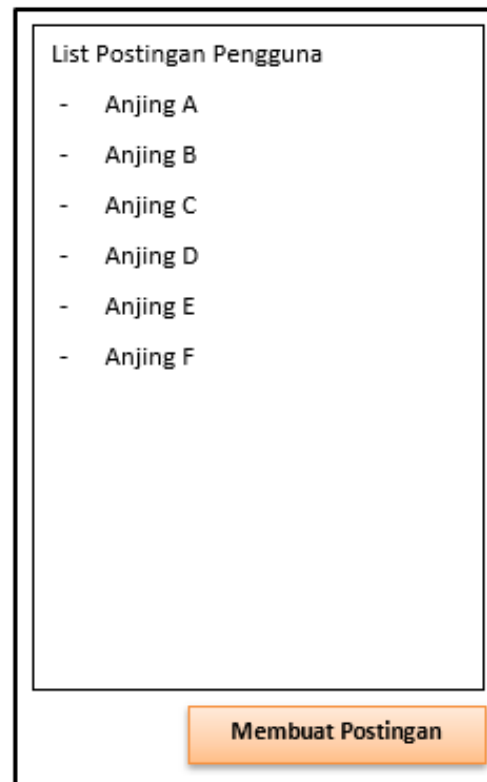 List Postingan Pengguna
- Anjing A
- Anjing B
- Anjing C
- Anjing D
- Anjing E
- Anjing F
Membuat Postingan